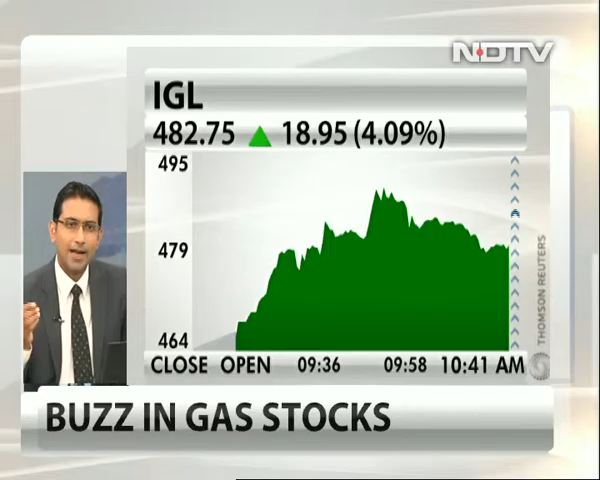 NDTV
IGL
482.75 ▲ 18.95 (4.09%)
495
479
464
CLOSE OPEN 09:36 09:58 10:41 AM
THOMSON REUTERS
BUZZ IN GAS STOCKS